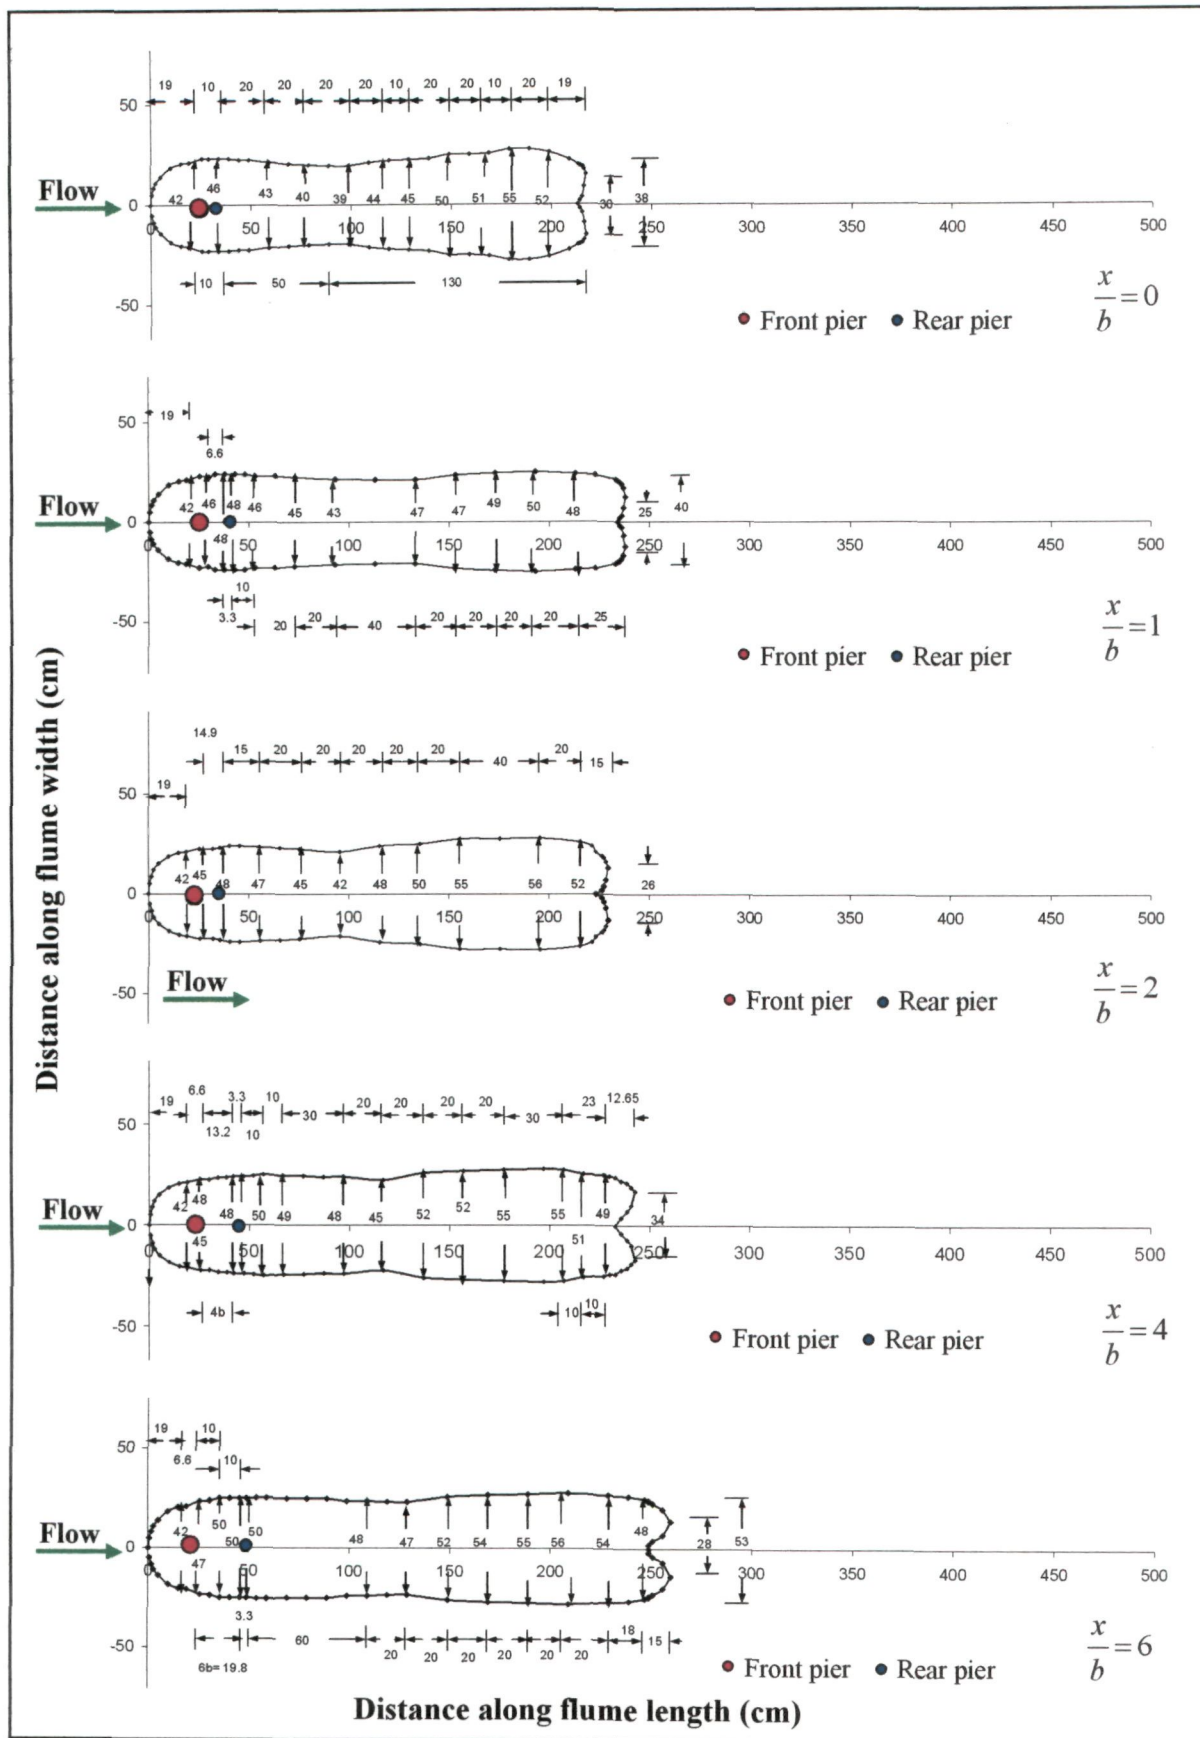 19 10 20 20 20 20 10 20 20 10 20 19
50
Flow
42 46 43 40 39 44 45 50 51 55 52 30 38
0
0 50 100 150 200 250 300 350 400 450 500
10 50 130
-50
Front pier Rear pier
x/b = 0
19
50
6.6
Flow
42 46 48 46 45 43 47 47 49 50 48 25 40
0
48
0 50 100 150 200 250 300 350 400 450 500
10
3.3
20 20 40 20 20 20 20 25
-50
Front pier Rear pier
x/b = 1
14.9
15 20 20 20 20 20 40 20 15
19
50
42 45 48 47 45 42 48 50 55 56 52 26
0
0 50 100 150 200 250 300 350 400 450 500
Flow
-50
Front pier Rear pier
x/b = 2
19 6.6 3.3 10 30 20 20 20 20 30 23 12.65
13.2 10
50
Flow
42 48 48 50 49 48 45 52 52 55 55 49 34
0
45 51
0 50 100 150 200 250 300 350 400 450 500
4b 10 10
-50
Front pier Rear pier
x/b = 4
19 10
50
6.6 10
Flow
42 50 50 48 47 52 54 55 56 54 48 28 53
0
47 50
0 50 100 150 200 250 300 350 400 450 500
3.3
60 20 20 20 20 20 20 18 15
-50
6b= 19.8
Front pier Rear pier
x/b = 6
Distance along flume width (cm)
Distance along flume length (cm)